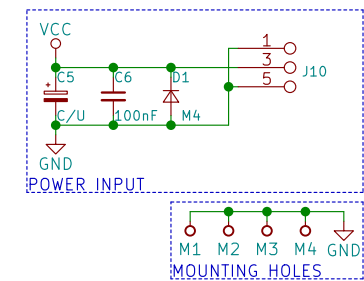 VCC
1
3
5
J10
+
C5
C6
D1
C/U
100nF
M4
GND
POWER INPUT
M1 M2 M3 M4 GND
MOUNTING HOLES